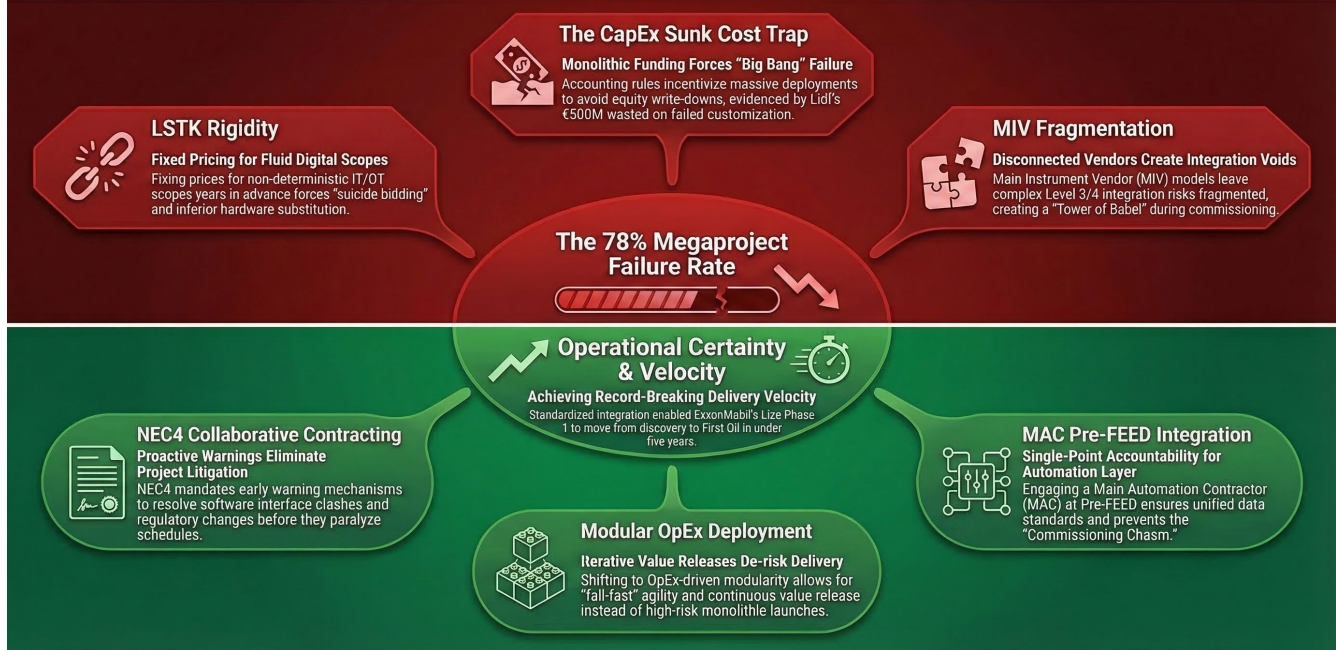 The CapEx Sunk Cost Trap
Monolithic Funding Forces "Big Bang" Failure
Accounting rules incentivize massive deployments
to avoid equity write-downs, evidenced by Lidl's
€500M wasted on failed customization.
LSTK Rigidity
Fixed Pricing for Fluid Digital Scopes
Fixing prices for non-deterministic IT/OT
scopes years in advance forces "suicide bidding"
and inferior hardware substitution.
MIV Fragmentation
Disconnected Vendors Create Integration Voids
Main Instrument Vendor (MIV) models leave
complex Level 3/4 integration risks fragmented,
creating a "Tower of Babel" during commissioning.
The 78% Megaproject
Failure Rate
Operational Certainty
& Velocity
Achieving Record-Breaking Delivery Velocity
Standardized integration enabled ExxonMabil's Lize Phase
1 to move from discovery to First Oil in under
five years.
NEC4 Collaborative Contracting
Proactive Warnings Eliminate
Project Litigation
NEC4 mandates early warning mechanisms
to resolve software interface clashes and
regulatory changes before they paralyze
schedules.
MAC Pre-FEED Integration
Single-Point Accountability for
Automation Layer
Engaging a Main Automation Contractor
(MAC) at Pre-FEED ensures unified data
standards and prevents the
"Commissioning Chasm."
Modular OpEx Deployment
Iterative Value Releases De-risk Delivery
Shifting to OpEx-driven modularity allows for
"fall-fast" agility and continuous value release
instead of high-risk monolithle launches.